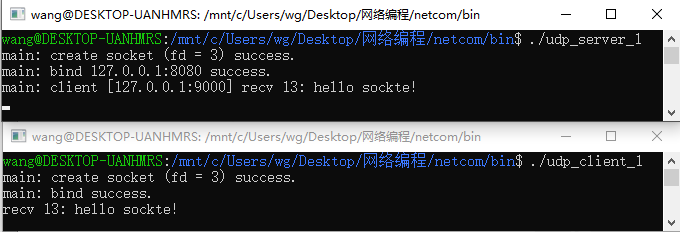 wang@DESKTOP-UANHMRS: /mnt/c/Users/wg/Desktop/网络编程/netcom/bin
wang@DESKTOP-UANHMRS:/mnt/c/Users/wg/Desktop/网络编程/netcom/bin$ ./udp_server_1
main: create socket (fd = 3) success.
main: bind 127.0.0.1:8080 success.
main: client [127.0.0.1:9000] recv 13: hello sockte!
wang@DESKTOP-UANHMRS: /mnt/c/Users/wg/Desktop/网络编程/netcom/bin
wang@DESKTOP-UANHMRS:/mnt/c/Users/wg/Desktop/网络编程/netcom/bin$ ./udp_client_1
main: create socket (fd = 3) success.
main: bind success.
recv 13: hello sockte!